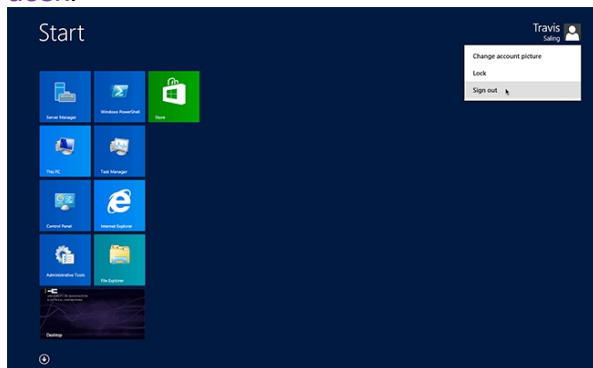 Start
Travis
Saling
Change account picture
Lock
Sign out
Server Manager
Windows PowerShell
Store
This PC
Task Manager
Control Panel
Internet Explorer
Administrative Tools
File Explorer
Desktop